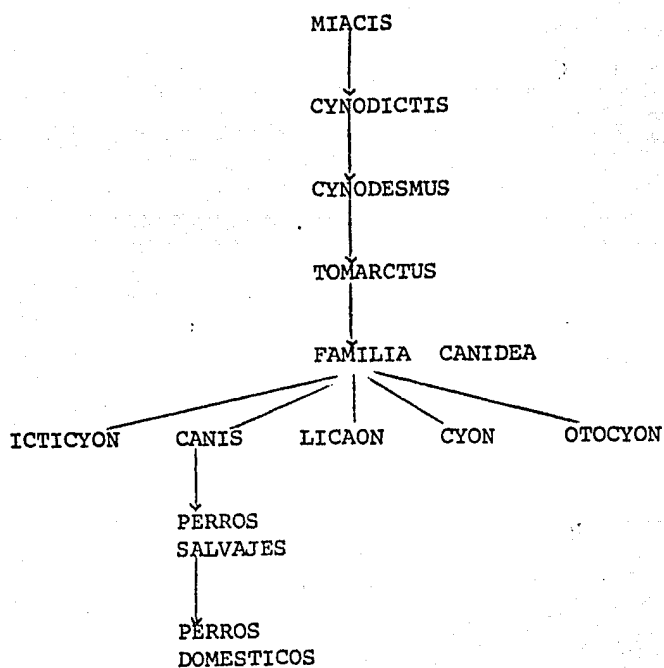 MIACIS
CYNODICTIS
CYNODESMUS
TOMARCTUS
FAMILIA CANIDEA
ICTICYON CANIS LICAON CYON OTOCYON
PERROS
SALVAJES
PERROS
DOMESTICOS